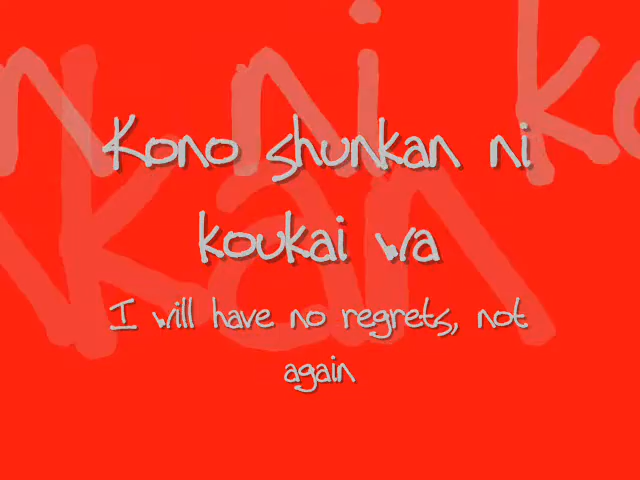 Kono shunkan ni
koukai wa
I will have no regrets, not
again